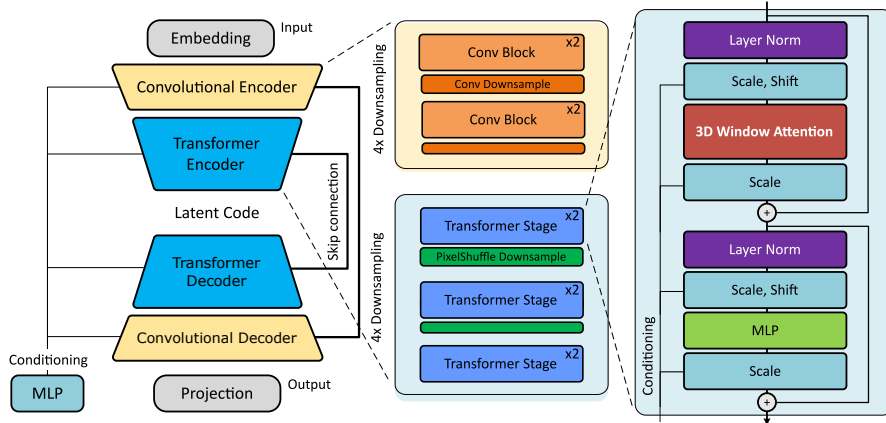 Embedding
Input
Convolutional Encoder
Transformer
Encoder
Latent Code
Skip connection
Transformer
Decoder
Convolutional Decoder
Conditioning
MLP
Projection
Output
4x Downsampling
Conv Block
x2
Conv Downsample
Conv Block
x2
4x Downsampling
Transformer Stage
x2
PixelShuffle Downsample
Transformer Stage
x2
Transformer Stage
x2
Conditioning
Layer Norm
Scale, Shift
3D Window Attention
Scale
+
Layer Norm
Scale, Shift
MLP
Scale
+